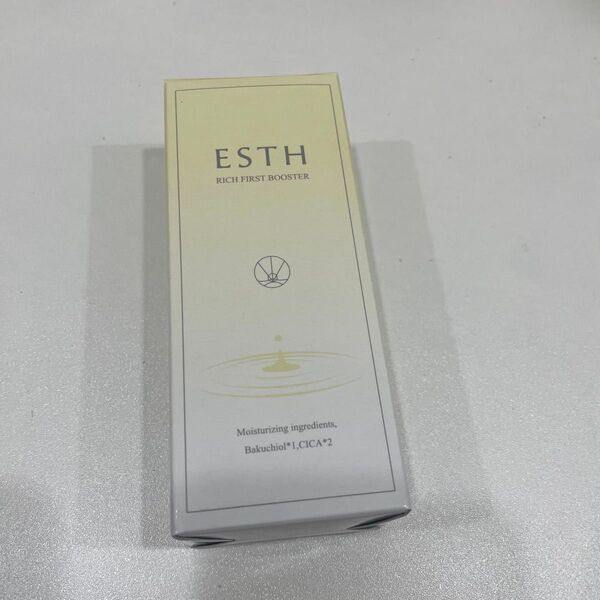 ESTH
RICH FIRST BOOSTER
Moisturizing ingredients,
Bakuchiol*1,CICA*2